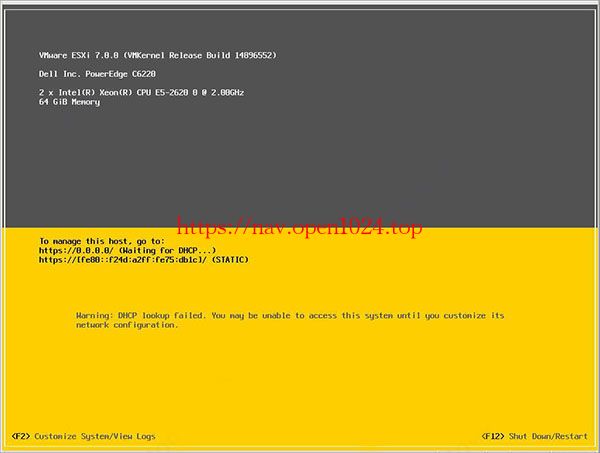 VMware ESXi 7.0.0 (VMKernel Release Build 14896552)
Dell Inc. PowerEdge C6220
2 x Intel(R) Xeon(R) CPU E5-2620 0 @ 2.00GHz
64 GiB Memory
https://nav.open1024.top
To manage this host, go to:
https://0.0.0.0/ (Waiting for DHCP...)
https://[fe80::f24d:a2ff:fe75:db1c]/ (STATIC)
Warning: DHCP lookup failed. You may be unable to access this system until you customize its
network configuration.
<F2> Customize System/View Logs
<F12> Shut Down/Restart